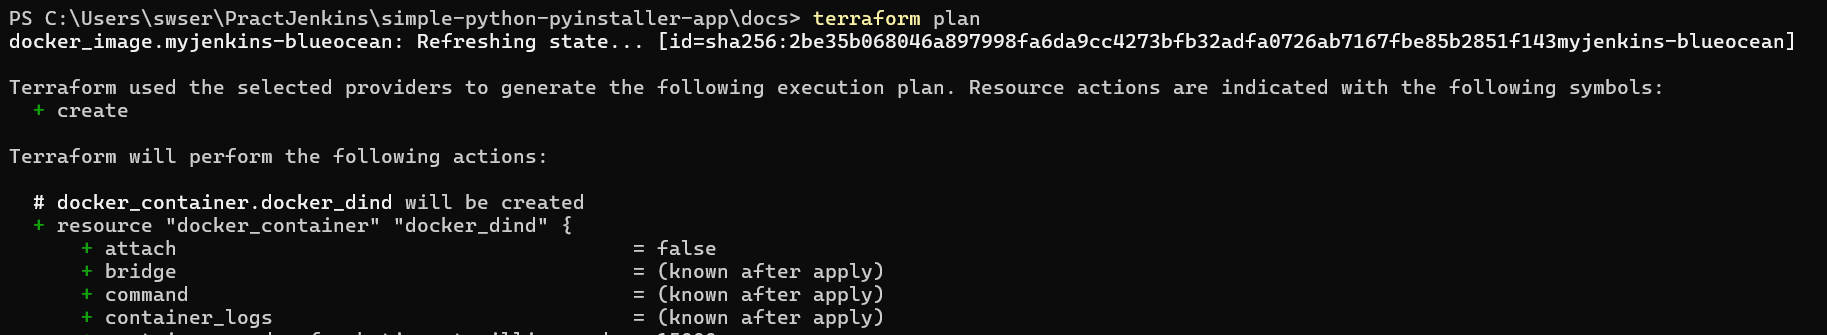 PS C:\Users\swser\PractJenkins\simple-python-pyinstaller-app\docs> terraform plan
docker_image.myjenkins-blueocean: Refreshing state... [id=sha256:2be35b068046a897998fa6da9cc4273bfb32adfa0726ab7167fbe85b2851f143myjenkins-blueocean]
Terraform used the selected providers to generate the following execution plan. Resource actions are indicated with the following symbols:
+ create
Terraform will perform the following actions:
# docker_container.docker_dind will be created
+ resource "docker_container" "docker_dind" {
+ attach = false
+ bridge = (known after apply)
+ command = (known after apply)
+ container_logs = (known after apply)